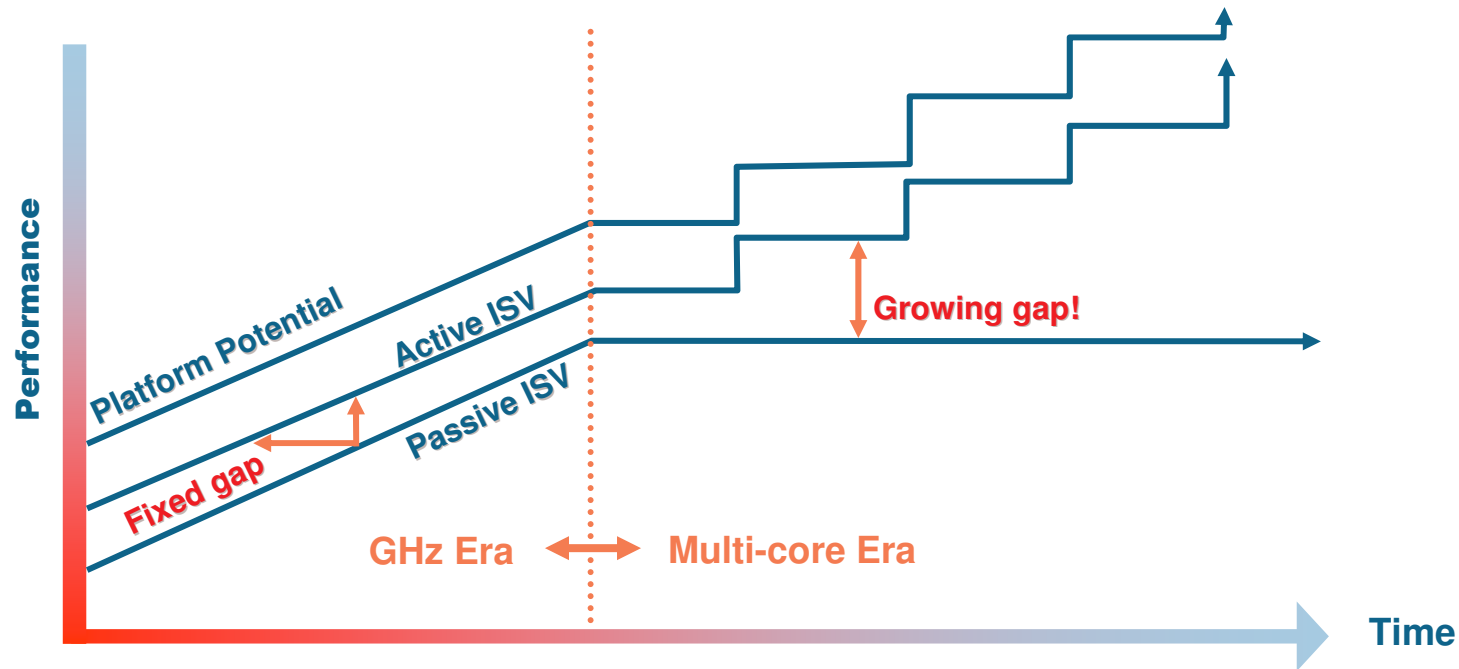 Performance
Platform Potential
Active ISV
Passive ISV
Fixed gap
Growing gap!
GHz Era
Multi-core Era
Time